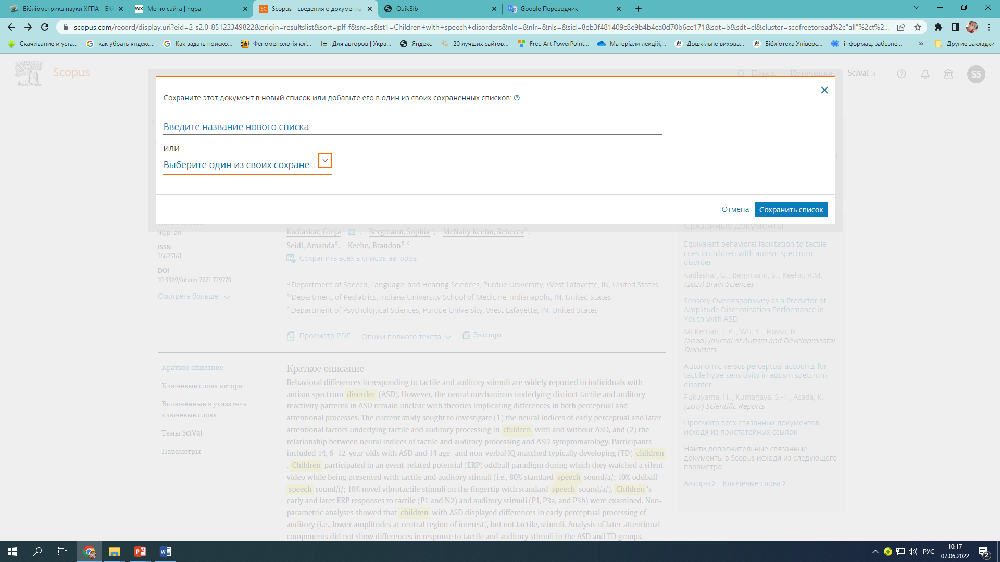 Бібліометрика науки ХГПА - Біб
Меню сайта | hgpa
Scopus - сведения о документе
QuikBib
Google Переводчик
scopus.com/record/display.uri?eid=2-s2.0-85122349822&origin=resultslist&sort=plf-f&src=s&st1=Children+with+speech+disorders&nlo=&nlr=&nls=&sid=8eb3f481409c8e9b4b4ca0d70b6ce171&sot=b&sdt=cl&cluster=scofreetoread%2c"all"%2ct%2...
Скачивание и уста...
как убрать яндекс...
Как задать поиско...
Феноменологія клі...
Для авторов | Укра...
Яндекс
20 лучших сайтов...
Free Art PowerPoint...
Матеріали лекцій,...
Дошкільне вихова...
Бібліотека Універс...
інформац. забезпе...
»
Другие закладки
Scopus
Поиск
Источники
Scival
SS
Сохраните этот документ в новый список или добавьте его в один из своих сохраненных списков:
Введите название нового списка
ИЛИ
Выберите один из своих сохране...
Отмена
Сохранить список
Журнал
ISSN
16625161
DOI
10.3389/fnhum.2021.729270
Смотреть больше
Kadlaskar, Girija a ; Bergmann, Sophia a; McNally Keehn, Rebecca b;
Seidl, Amanda a; Keehn, Brandon a, c
Сохранить всех в список авторов
a Department of Speech, Language, and Hearing Sciences, Purdue University, West Lafayette, IN, United States
b Department of Pediatrics, Indiana University School of Medicine, Indianapolis, IN, United States
c Department of Psychological Sciences, Purdue University, West Lafayette, IN, United States
Просмотр PDF
Опции полного текста
Экспорт
Краткое описание
Ключевые слова автора
Включенные в указатель
ключевые слова
Темы SciVal
Параметры
Краткое описание
Behavioral differences in responding to tactile and auditory stimuli are widely reported in individuals with
autism spectrum disorder (ASD). However, the neural mechanisms underlying distinct tactile and auditory
reactivity patterns in ASD remain unclear with theories implicating differences in both perceptual and
attentional processes. The current study sought to investigate (1) the neural indices of early perceptual and later
attentional factors underlying tactile and auditory processing in children with and without ASD, and (2) the
relationship between neural indices of tactile and auditory processing and ASD symptomatology. Participants
included 14, 6–12-year-olds with ASD and 14 age- and non-verbal IQ matched typically developing (TD) children
. Children participated in an event-related potential (ERP) oddball paradigm during which they watched a silent
video while being presented with tactile and auditory stimuli (i.e., 80% standard speech sound/a/; 10% oddball
speech sound/i/; 10% novel vibrotactile stimuli on the fingertip with standard speech sound/a/). Children's
early and later ERP responses to tactile (P1 and N2) and auditory stimuli (P1, P3a, and P3b) were examined. Non-
parametric analyses showed that children with ASD displayed differences in early perceptual processing of
auditory (i.e., lower amplitudes at central region of interest), but not tactile, stimuli. Analysis of later attentional
components did not show differences in response to tactile and auditory stimuli in the ASD and TD groups.
Связанные документы
Equivalent behavioral facilitation to tactile
cues in children with autism spectrum
disorder
Kadlaskar, G. , Bergmann, S. , Keehn, R.M.
(2021) Brain Sciences
Sensory Overresponsivity as a Predictor of
Amplitude Discrimination Performance in
Youth with ASD
McKernan, E.P. , Wu, Y. , Russo, N.
(2020) Journal of Autism and Developmental
Disorders
Autonomic versus perceptual accounts for
tactile hypersensitivity in autism spectrum
disorder
Fukuyama, H. , Kumagaya, S.-I. , Asada, K.
(2017) Scientific Reports
Просмотр всех связанных документов
исходя из пристатейных ссылок
Найти дополнительные связанные
документы в Scopus исходя из следующего
параметра:
Авторы > Ключевые слова >
РУС
10:17
07.06.2022
2